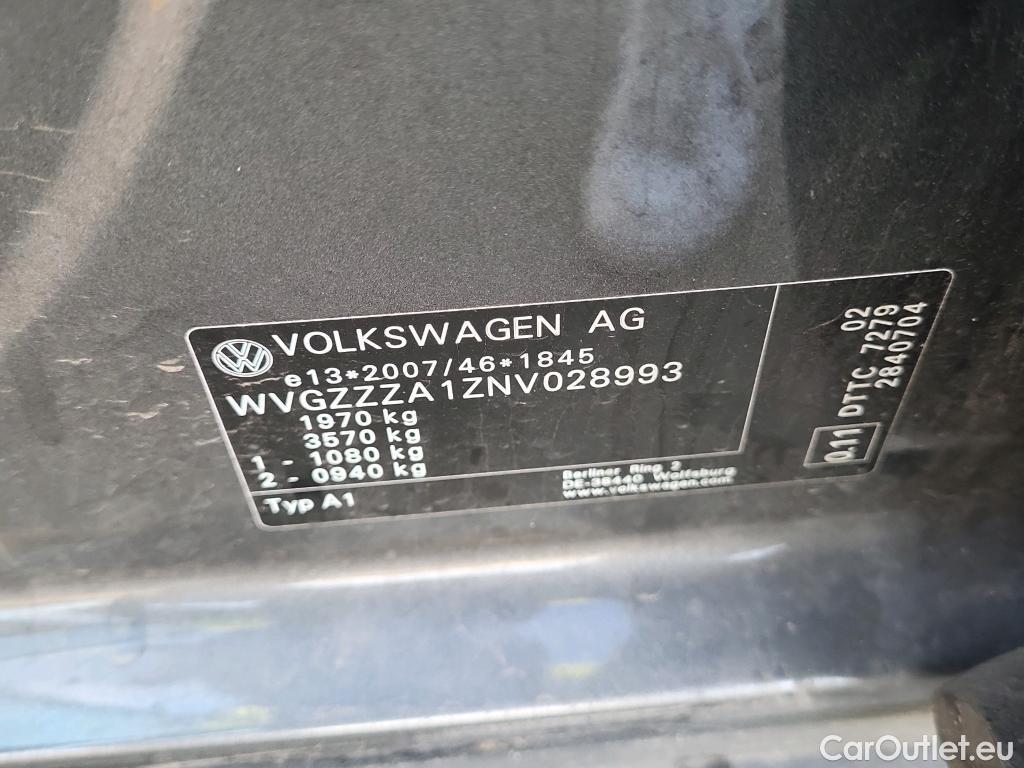 VOLKSWAGEN AG
e13*2007/46*1845
WVGZZZA1ZNV028993
1970 kg
3570 kg
1 - 1080 kg
2 - 0940 kg
Typ A1
Berliner Ring 2
DE-38440 Wolfsburg
www.volkswagen.com
0.11
DTTC 7279 02
2840704
CarOutlet.eu